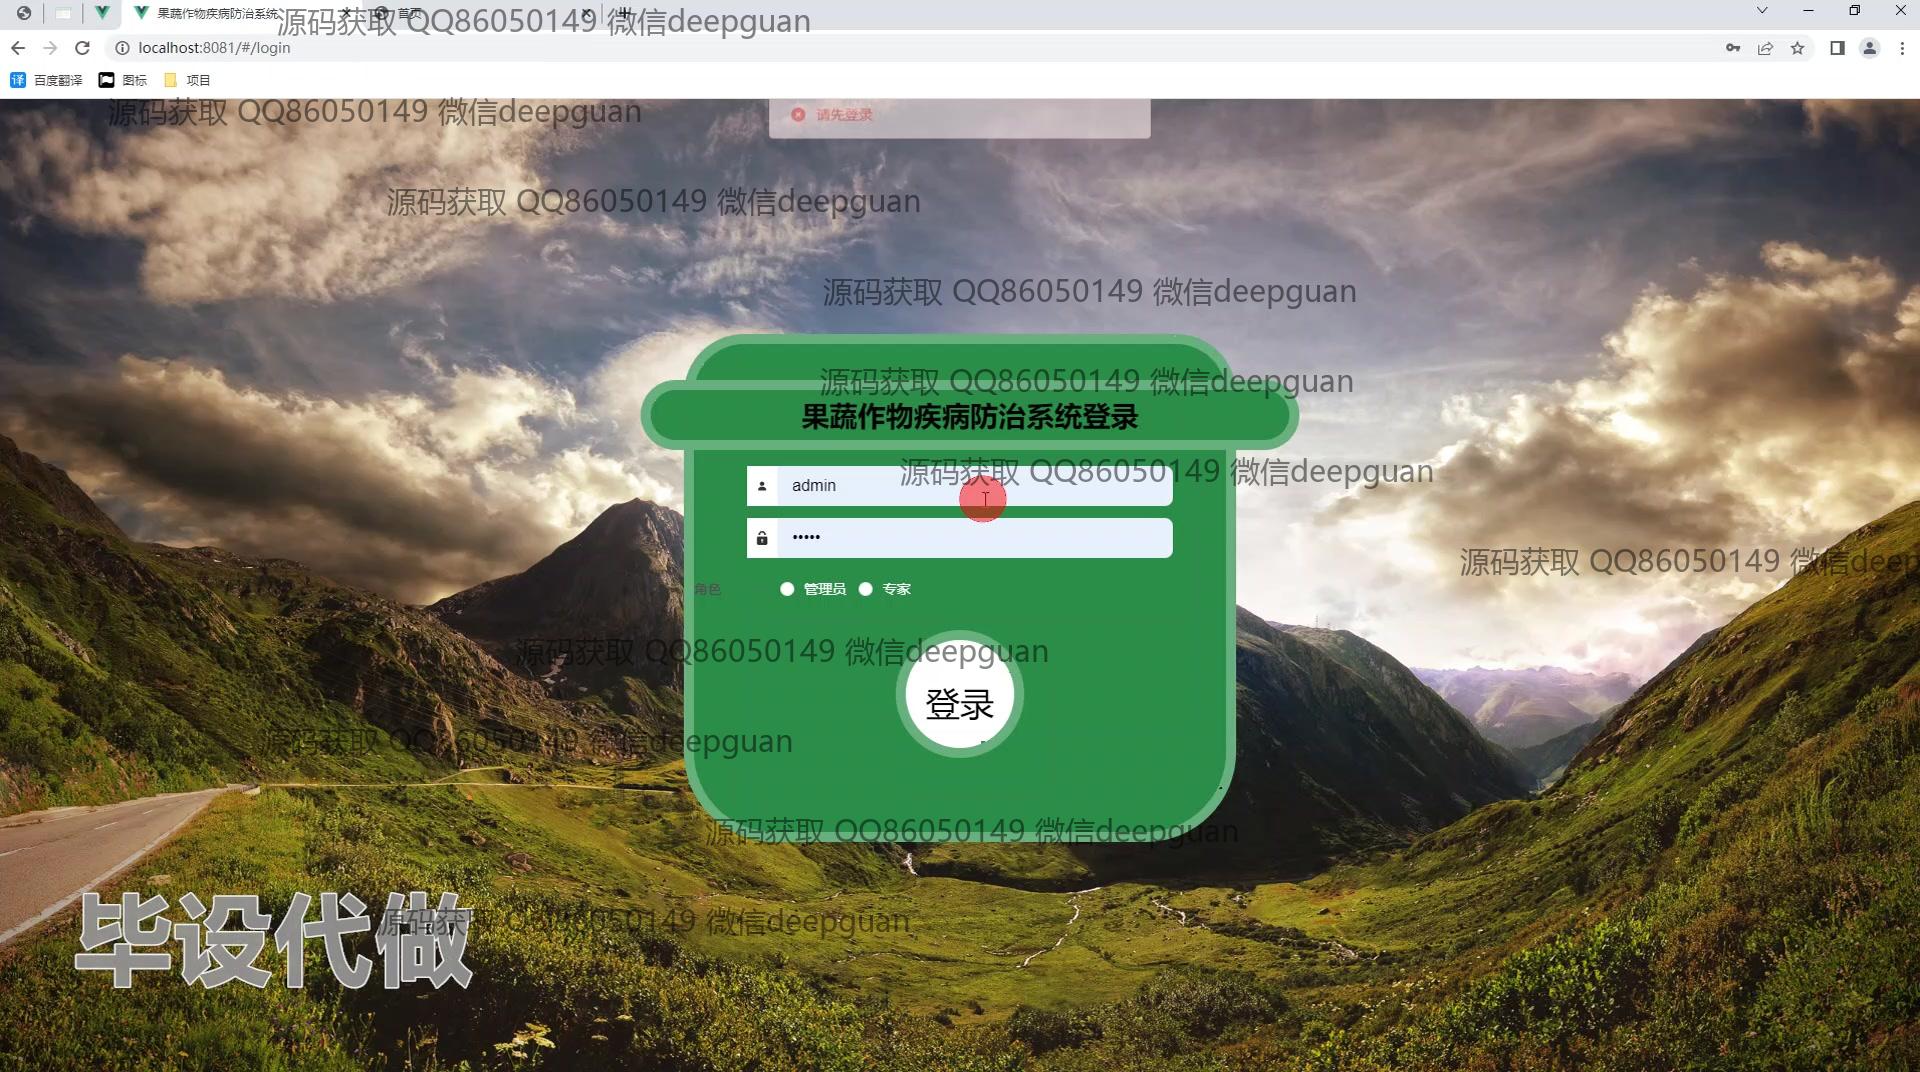 果蔬作物疾病防治系统
首页
源码获取 QQ86050149 微信deepguan
localhost:8081/#/login
译 百度翻译
图标
项目
源码获取 QQ86050149 微信deepguan
请先登录
源码获取 QQ86050149 微信deepguan
源码获取 QQ86050149 微信deepguan
源码获取 QQ86050149 微信deepguan
果蔬作物疾病防治系统登录
源码获取 QQ86050149 微信deepguan
admin
•••••
源码获取 QQ86050149 微信deep
角色
管理员
专家
源码获取 QQ86050149 微信deepguan
登录
源码获取 QQ86050149 微信deepguan
源码获取 QQ86050149 微信deepguan
毕设代做
源码获取 QQ86050149 微信deepguan